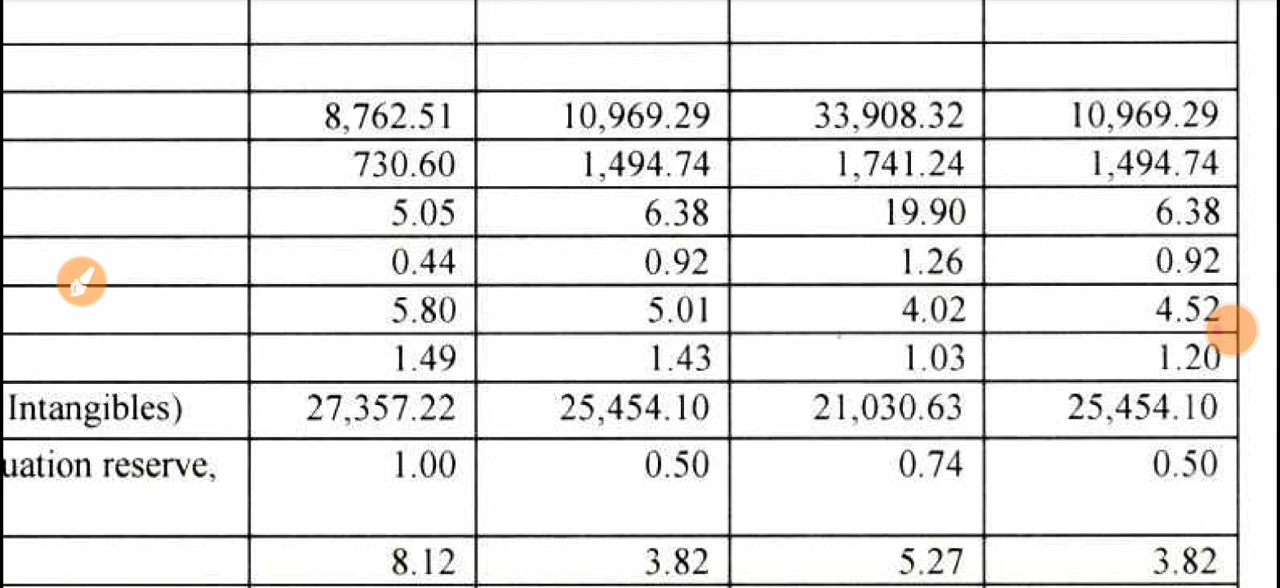 8,762.51 10,969.29 33,908.32 10,969.29
730.60 1,494.74 1,741.24 1,494.74
5.05 6.38 19.90 6.38
0.44 0.92 1.26 0.92
5.80 5.01 4.02 4.52
1.49 1.43 1.03 1.20
Intangibles) 27,357.22 25,454.10 21,030.63 25,454.10
uation reserve, 1.00 0.50 0.74 0.50
8.12 3.82 5.27 3.82